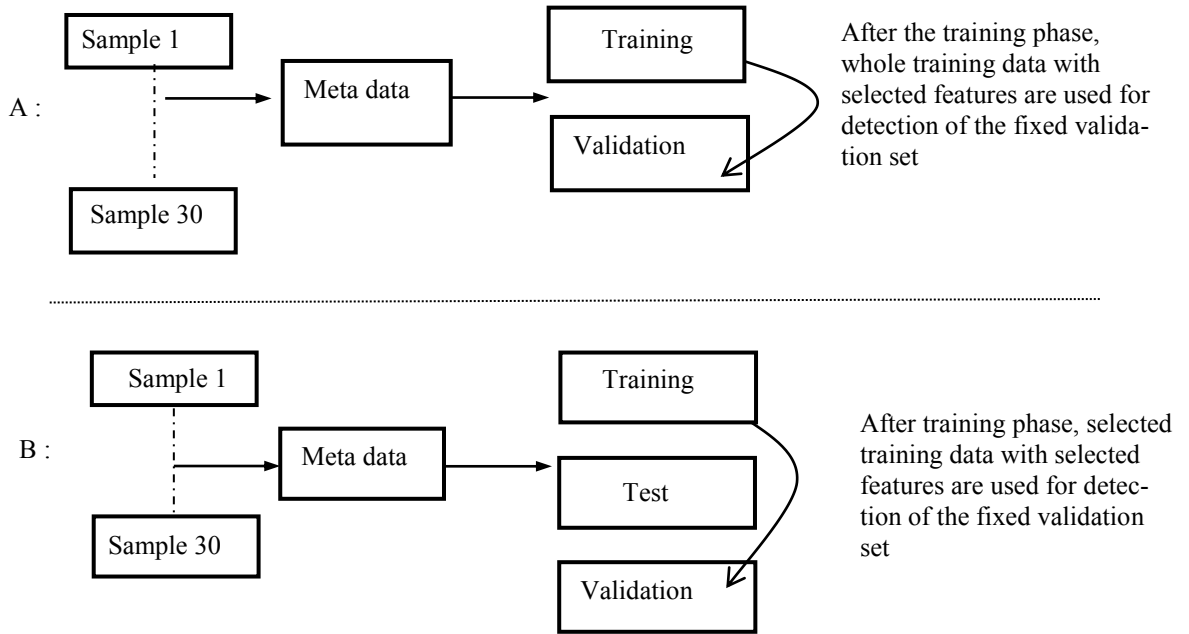 Sample 1
A :
Meta data
Sample 30
Training
Validation
After the training phase,
whole training data with
selected features are used for
detection of the fixed valida-
tion set
Sample 1
B :
Meta data
Sample 30
Training
Test
Validation
After training phase, selected
training data with selected
features are used for detec-
tion of the fixed validation
set